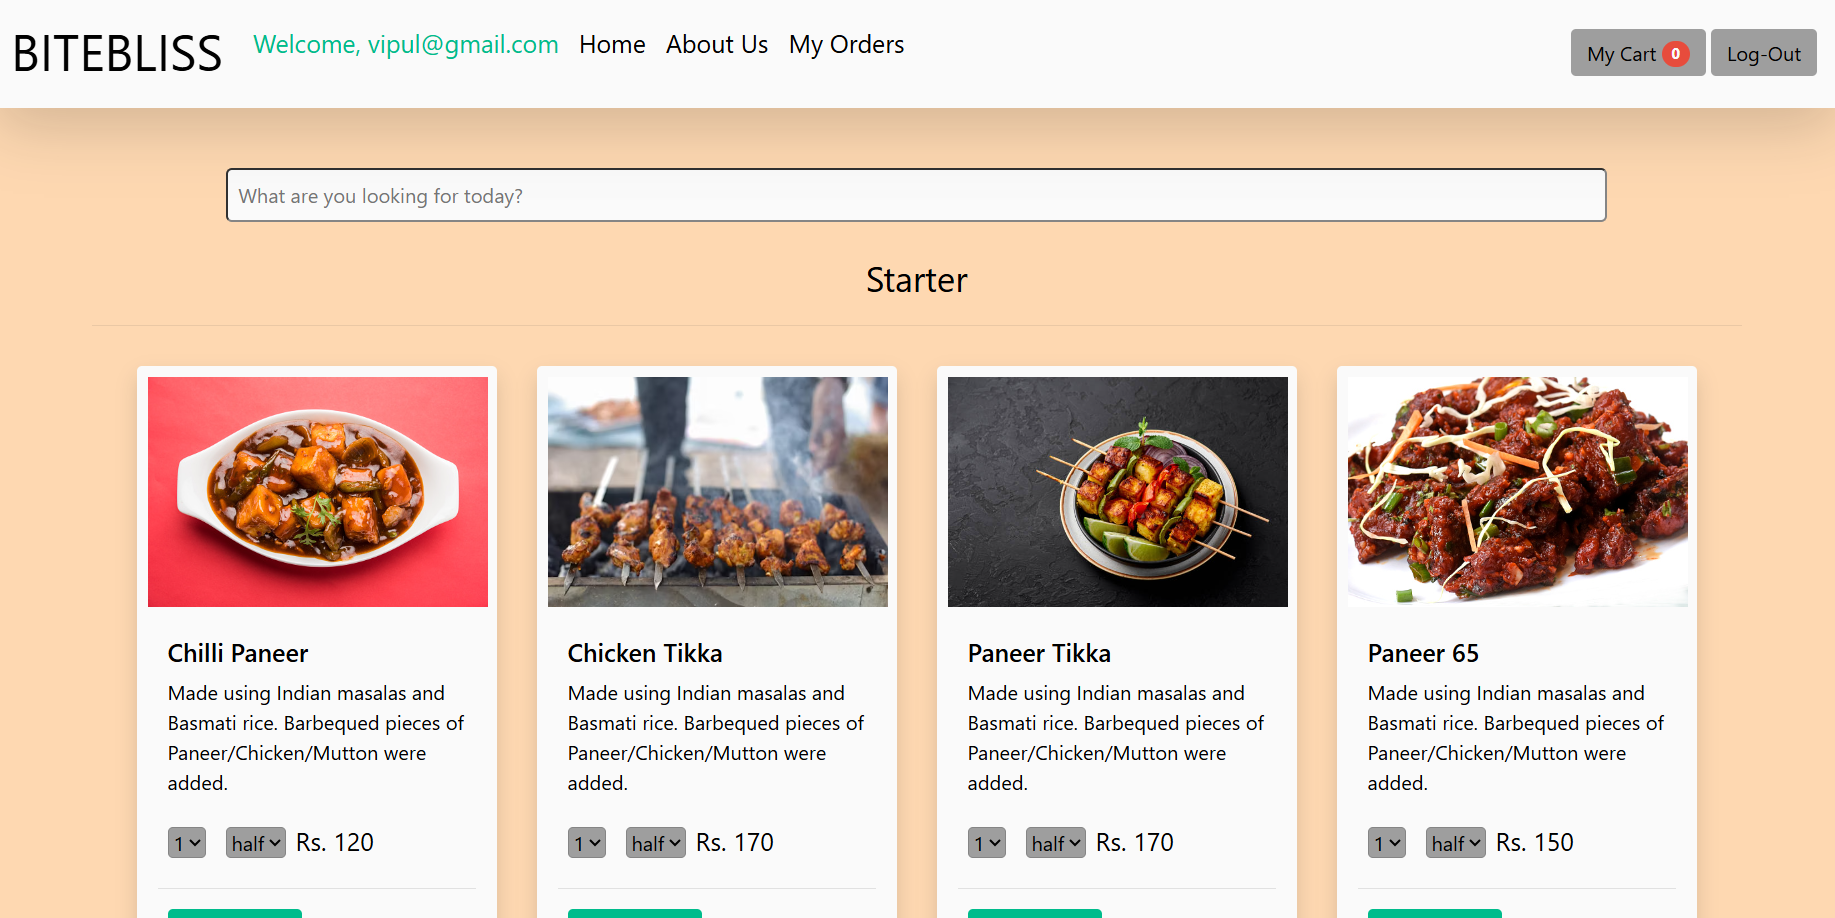 BITEBLISS Welcome, vipul@gmail.com Home About Us My Orders My Cart 0 Log-Out
What are you looking for today?
Starter
Chilli Paneer
Made using Indian masalas and
Basmati rice. Barbequed pieces of
Paneer/Chicken/Mutton were
added.
1 half Rs. 120
Chicken Tikka
Made using Indian masalas and
Basmati rice. Barbequed pieces of
Paneer/Chicken/Mutton were
added.
1 half Rs. 170
Paneer Tikka
Made using Indian masalas and
Basmati rice. Barbequed pieces of
Paneer/Chicken/Mutton were
added.
1 half Rs. 170
Paneer 65
Made using Indian masalas and
Basmati rice. Barbequed pieces of
Paneer/Chicken/Mutton were
added.
1 half Rs. 150